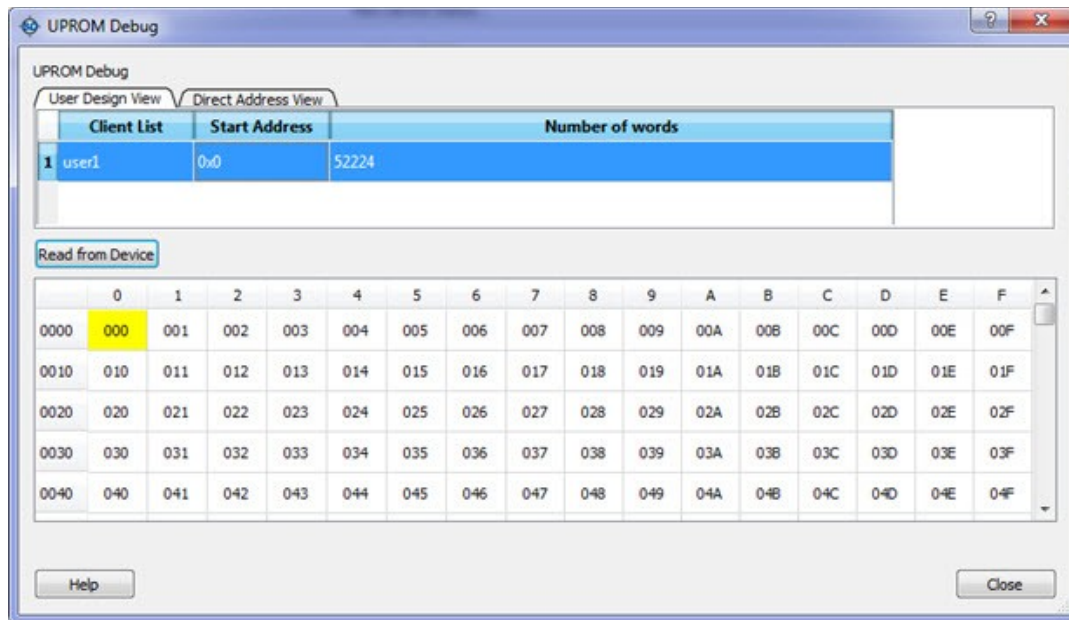 UPROM Debug
UPROM Debug
User Design View Direct Address View
Client List Start Address Number of words
1 user1 0x0 52224
Read from Device
0 1 2 3 4 5 6 7 8 9 A B C D E F
0000 000 001 002 003 004 005 006 007 008 009 00A 00B 00C 00D 00E 00F
0010 010 011 012 013 014 015 016 017 018 019 01A 01B 01C 01D 01E 01F
0020 020 021 022 023 024 025 026 027 028 029 02A 02B 02C 02D 02E 02F
0030 030 031 032 033 034 035 036 037 038 039 03A 03B 03C 03D 03E 03F
0040 040 041 042 043 044 045 046 047 048 049 04A 04B 04C 04D 04E 04F
Help Close